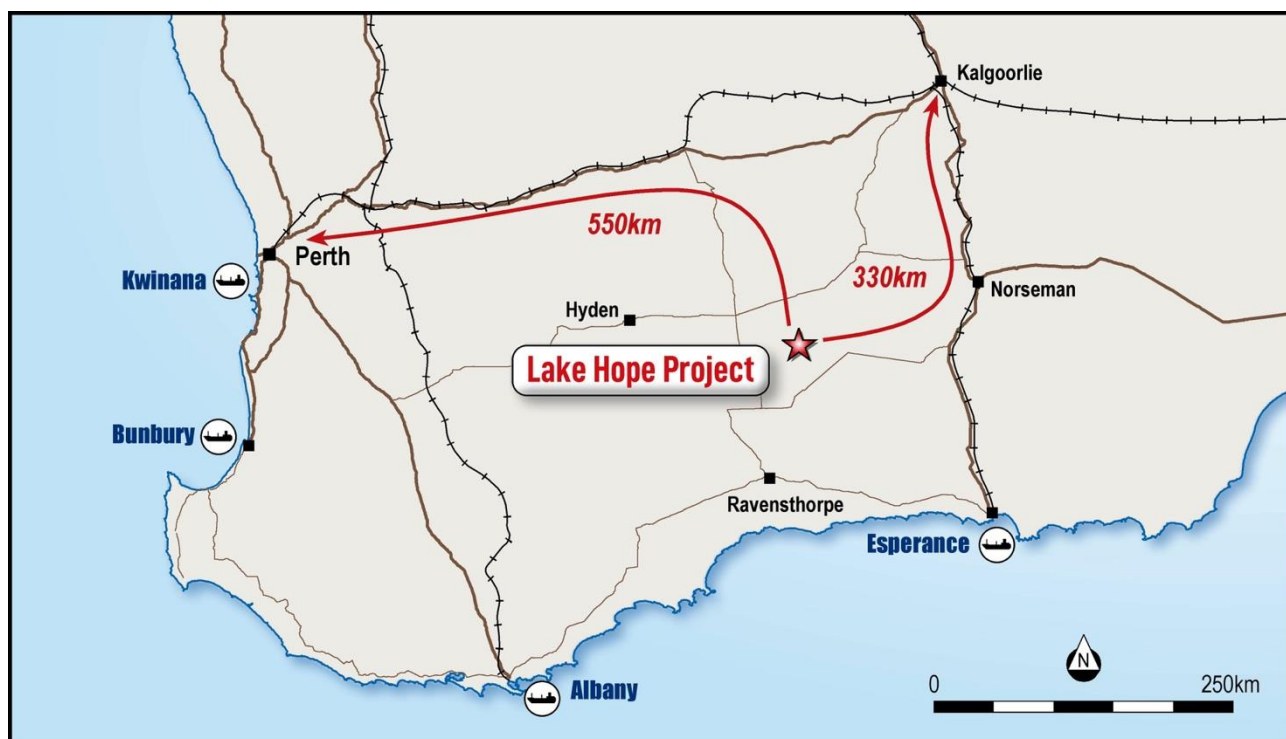 Kalgoorlie
550km
Perth
Kwinana
330km
Norseman
Hyden
Lake Hope Project
Bunbury
Ravensthorpe
Esperance
N
Albany
0 250km